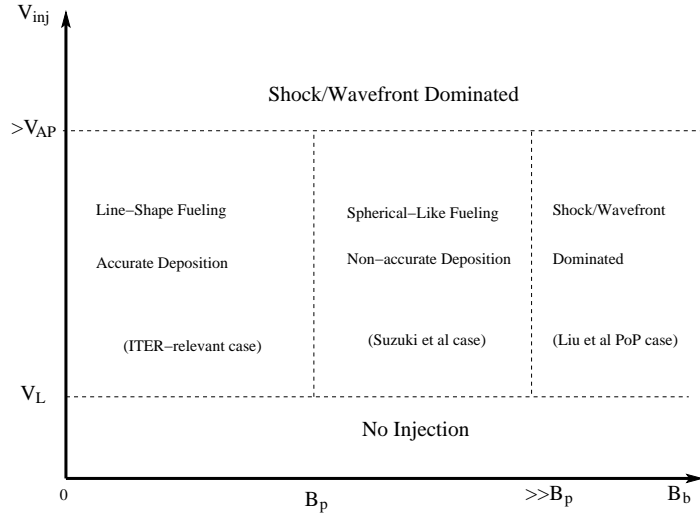 V_inj
Shock/Wavefront Dominated
>V_AP
Line−Shape Fueling
Spherical−Like Fueling
Shock/Wavefront
Accurate Deposition
Non−accurate Deposition
Dominated
(ITER−relevant case)
(Suzuki et al case)
(Liu et al PoP case)
V_L
No Injection
0
B_p
>>B_p
B_b